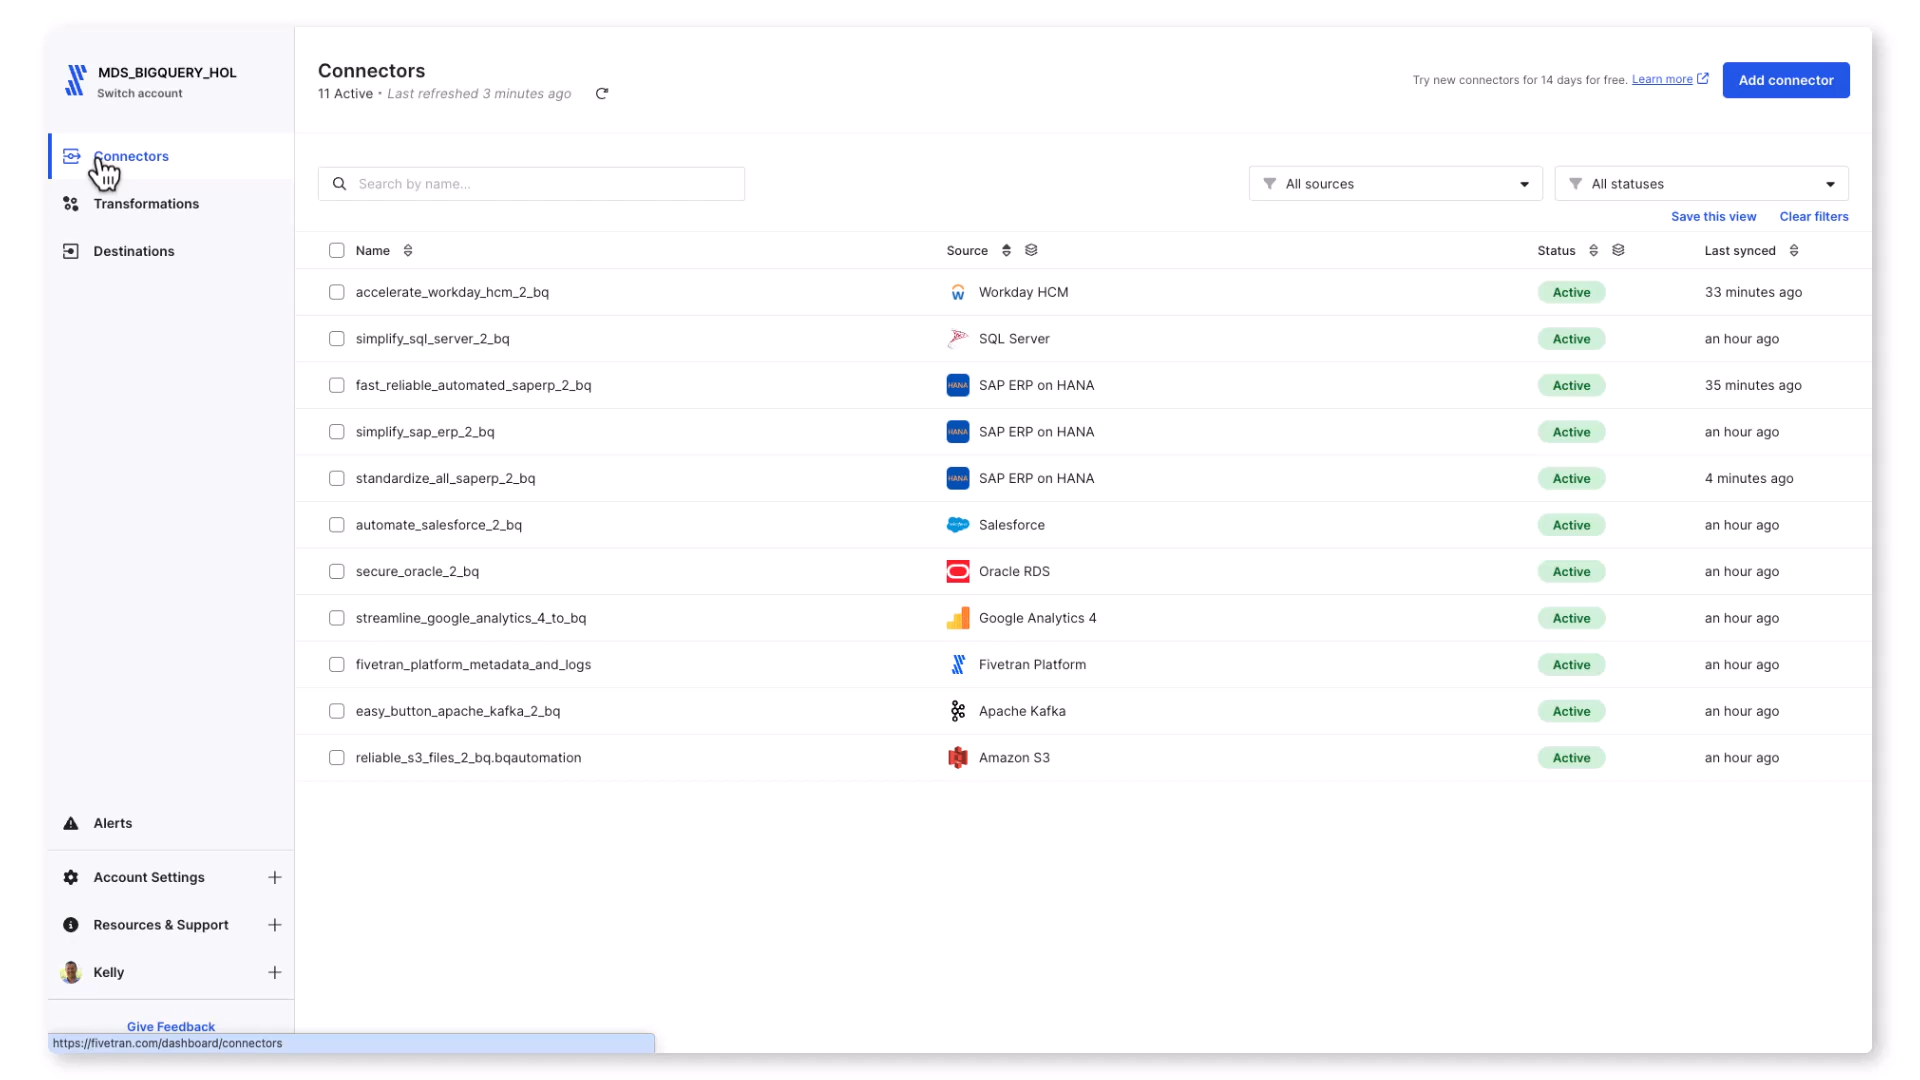 MDS_BIGQUERY_HOL
Switch account
Connectors
Transformations
Destinations
Alerts
Account Settings
Resources & Support
Kelly
Give Feedback
https://fivetran.com/dashboard/connectors
Connectors
11 Active • Last refreshed 3 minutes ago
Try new connectors for 14 days for free. Learn more
Add connector
Search by name...
All sources
All statuses
Save this view Clear filters
Name Source Status Last synced
accelerate_workday_hcm_2_bq Workday HCM Active 33 minutes ago
simplify_sql_server_2_bq SQL Server Active an hour ago
fast_reliable_automated_saperp_2_bq HANA SAP ERP on HANA Active 35 minutes ago
simplify_sap_erp_2_bq HANA SAP ERP on HANA Active an hour ago
standardize_all_saperp_2_bq HANA SAP ERP on HANA Active 4 minutes ago
automate_salesforce_2_bq Salesforce Active an hour ago
secure_oracle_2_bq Oracle RDS Active an hour ago
streamline_google_analytics_4_to_bq Google Analytics 4 Active an hour ago
fivetran_platform_metadata_and_logs Fivetran Platform Active an hour ago
easy_button_apache_kafka_2_bq Apache Kafka Active an hour ago
reliable_s3_files_2_bq.bqautomation Amazon S3 Active an hour ago